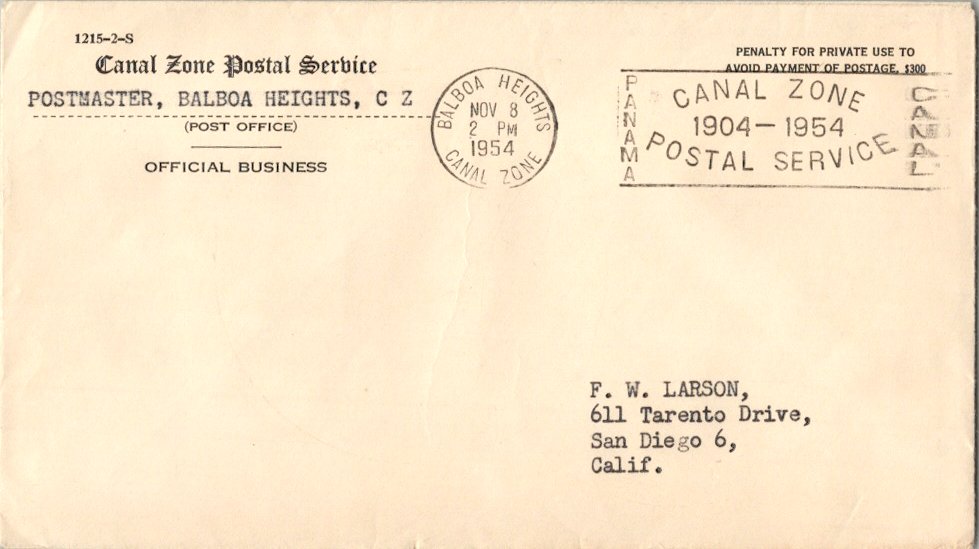 1215-2-S
Canal Zone Postal Service
POSTMASTER, BALBOA HEIGHTS, C Z
(POST OFFICE)
OFFICIAL BUSINESS
BALBOA HEIGHTS
NOV 8
2 PM
1954
CANAL ZONE
PENALTY FOR PRIVATE USE TO
AVOID PAYMENT OF POSTAGE, $300
PANAMA
CANAL ZONE
1904-1954
POSTAL SERVICE
CANAL
F. W. LARSON,
611 Tarento Drive,
San Diego 6,
Calif.